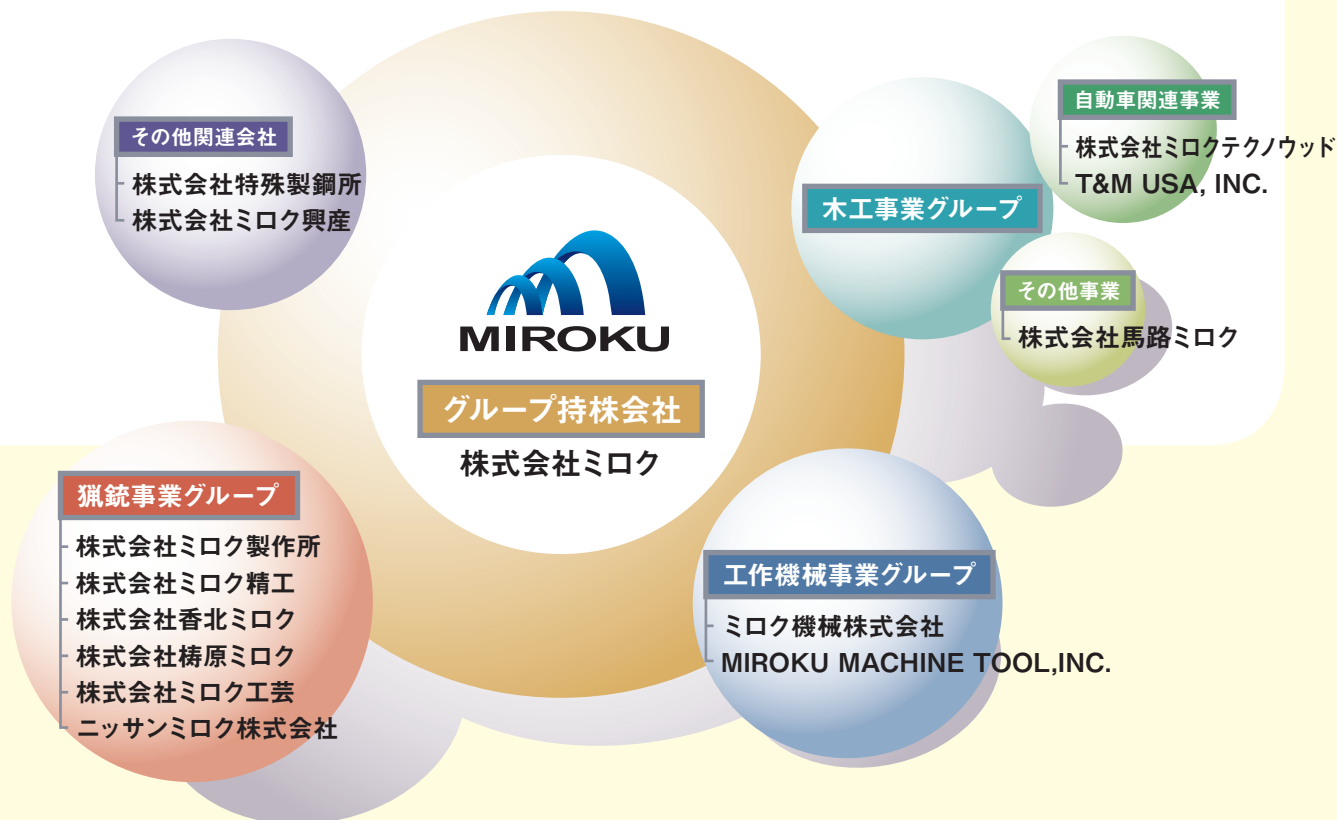 その他関連会社
株式会社特殊製鋼所
株式会社ミロク興産
MIROKU
グループ持株会社
株式会社ミロク
木工事業グループ
自動車関連事業
株式会社ミロクテクノウッド
T&M USA, INC.
その他事業
株式会社馬路ミロク
猟銃事業グループ
株式会社ミロク製作所
株式会社ミロク精工
株式会社香北ミロク
株式会社梼原ミロク
株式会社ミロク工芸
ニッサンミロク株式会社
工作機械事業グループ
ミロク機械株式会社
MIROKU MACHINE TOOL,INC.